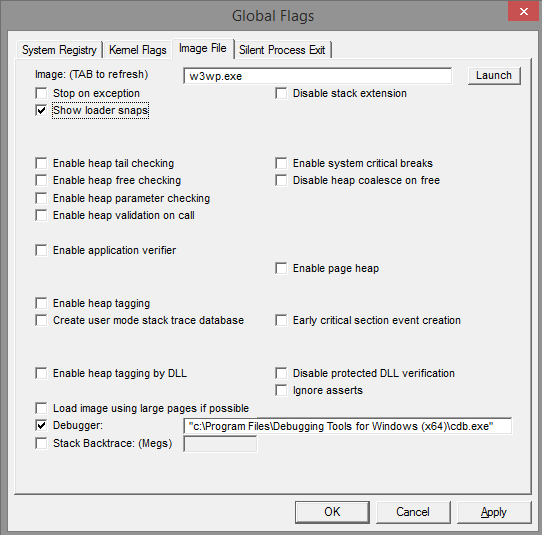 Global Flags
System Registry Kernel Flags Image File Silent Process Exit
Image: (TAB to refresh) w3wp.exe Launch
Stop on exception Disable stack extension
Show loader snaps
Enable heap tail checking Enable system critical breaks
Enable heap free checking Disable heap coalesce on free
Enable heap parameter checking
Enable heap validation on call
Enable application verifier
Enable page heap
Enable heap tagging
Create user mode stack trace database Early critical section event creation
Enable heap tagging by DLL Disable protected DLL verification
Ignore asserts
Load image using large pages if possible
Debugger: "c:\Program Files\Debugging Tools for Windows (x64)\cdb.exe"
Stack Backtrace: (Megs)
OK Cancel Apply